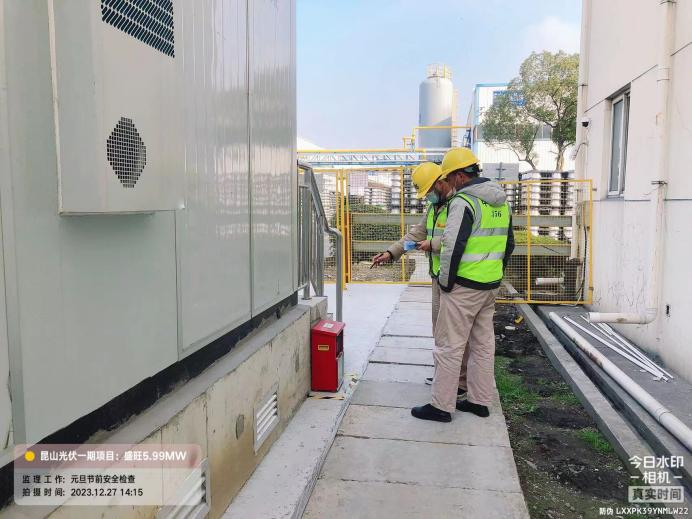 356
昆山光伏一期项目：盛旺5.99MW
监理工作：元旦节前安全检查
拍摄时间：2023.12.27 14:15
今日水印
相机
真实时间
防伪 LXXPK39YNMLW22